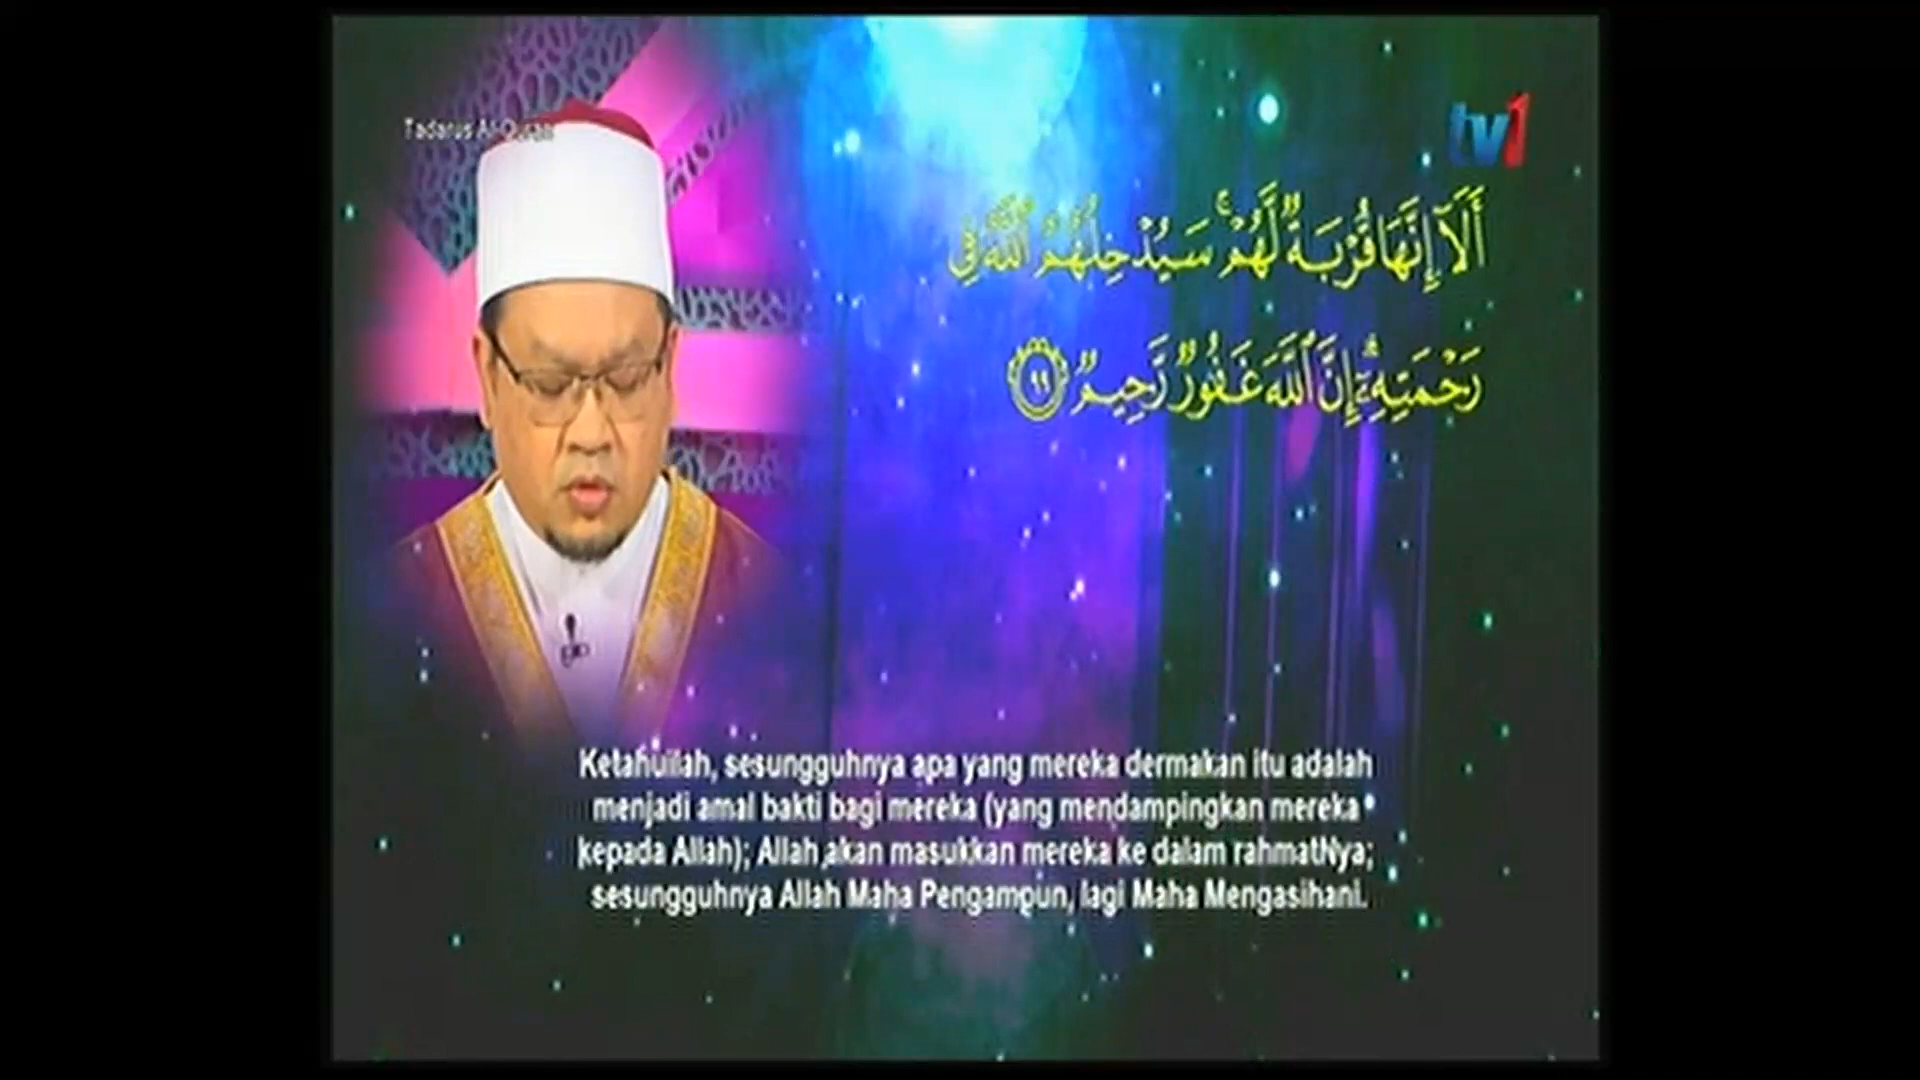 Tadarus Al-Quran
tv1
أَلَآ إِنَّهَا قُرْبَةٌ لَّهُمْ ۚ سَيُدْخِلُهُمُ ٱللَّهُ فِى
رَحْمَتِهِۦٓ ۗ إِنَّ ٱللَّهَ غَفُورٌ رَّحِيمٌ ٩٩
Ketahuilah, sesungguhnya apa yang mereka dermakan itu adalah
menjadi amal bakti bagi mereka (yang mendampingkan mereka
kepada Allah); Allah akan masukkan mereka ke dalam rahmatNya;
sesungguhnya Allah Maha Pengampun, lagi Maha Mengasihani.